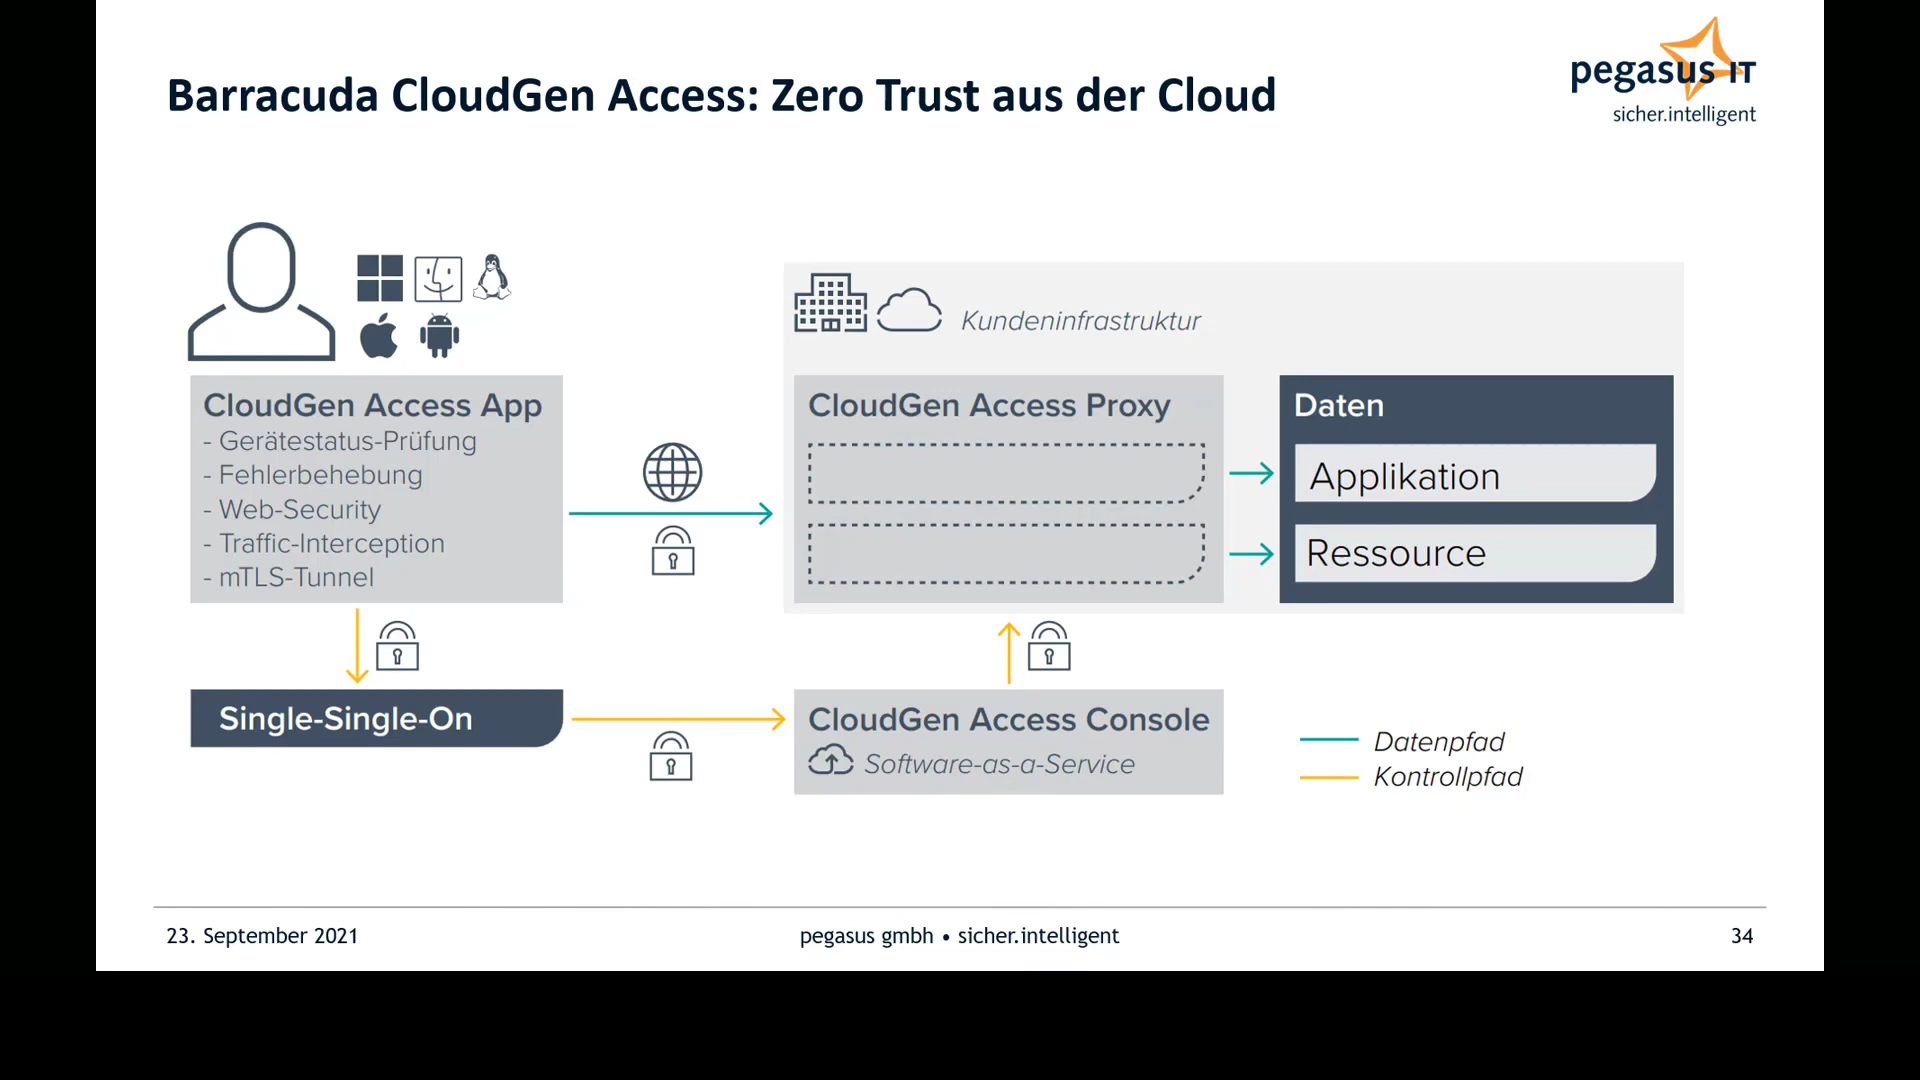 Barracuda CloudGen Access: Zero Trust aus der Cloud
pegasus IT
sicher.intelligent
Kundeninfrastruktur
CloudGen Access App
- Gerätestatus-Prüfung
- Fehlerbehebung
- Web-Security
- Traffic-Interception
- mTLS-Tunnel
CloudGen Access Proxy
Daten
Applikation
Ressource
Single-Single-On
CloudGen Access Console
Software-as-a-Service
Datenpfad
Kontrollpfad
23. September 2021
pegasus gmbh • sicher.intelligent
34